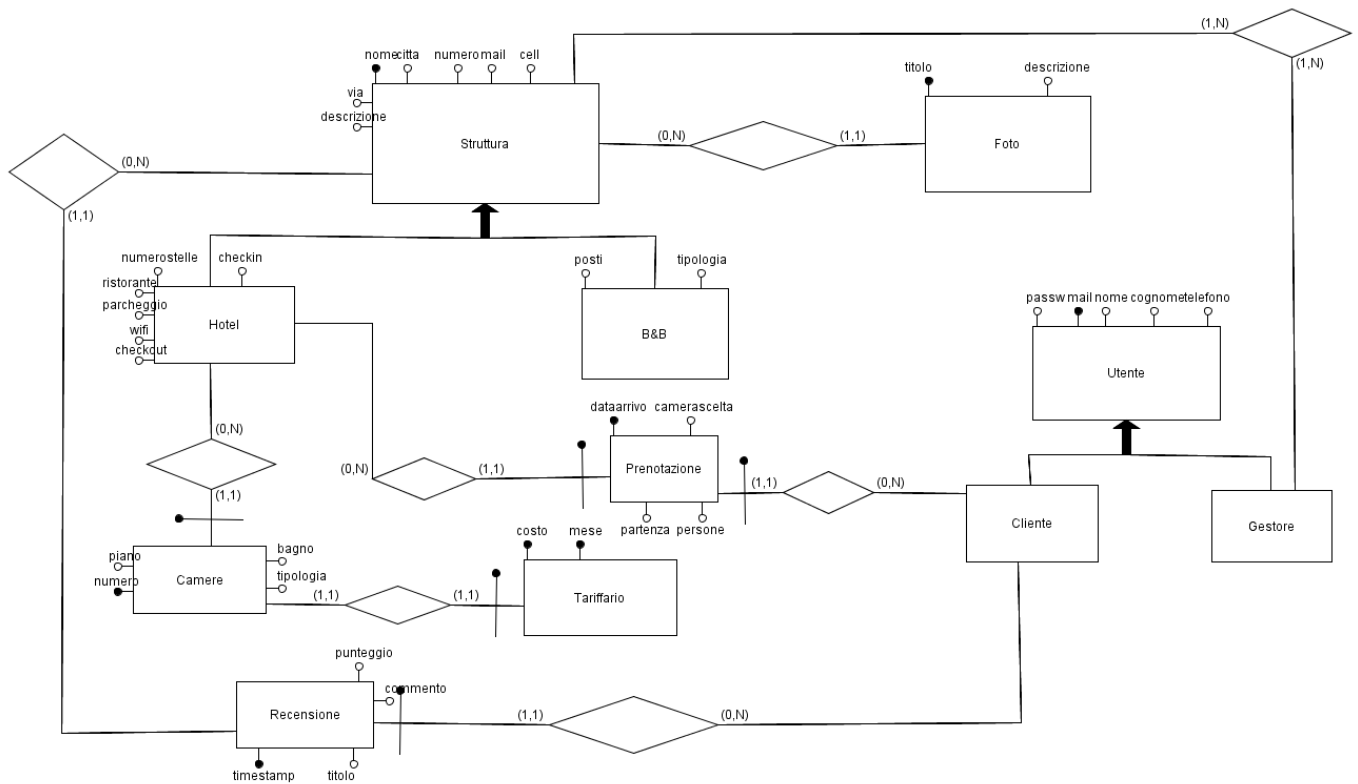 (1,N)
(1,N)
nome citta numero mail cell
via
descrizione
Struttura
titolo descrizione
Foto
(0,N) (1,1)
(0,N)
(1,1)
numerostelle checkin
ristorante
parcheggio
wifi
checkout
Hotel
posti tipologia
B&B
passw mail nome cognome telefono
Utente
dataarrivo camerascelta
Prenotazione
partenza persone
(0,N) (1,1)
(1,1) (0,N)
Cliente
Gestore
(0,N)
(1,1)
piano
numero
Camere
bagno
tipologia
(1,1) (1,1)
costo mese
Tariffario
punteggio
commento
Recensione
timestamp titolo
(1,1) (0,N)